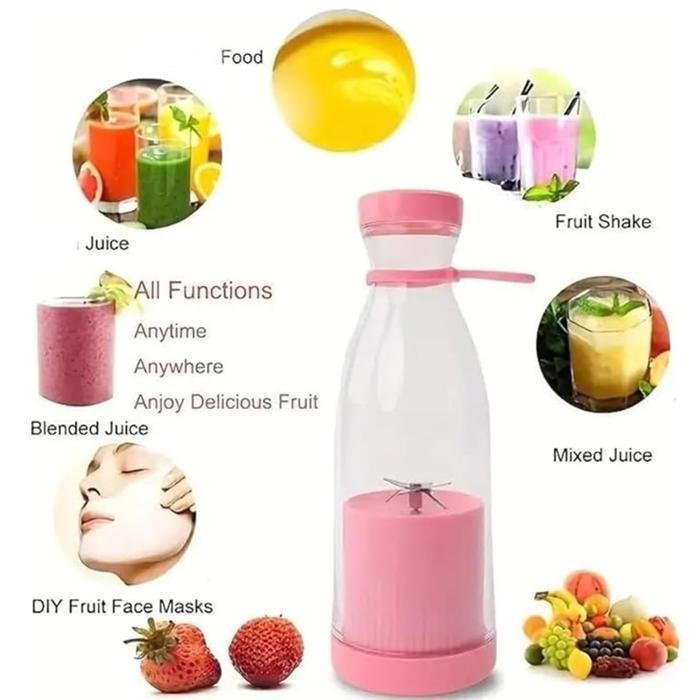 Food
Juice
Fruit Shake
All Functions
Anytime
Anywhere
Anjoy Delicious Fruit
Blended Juice
Mixed Juice
DIY Fruit Face Masks